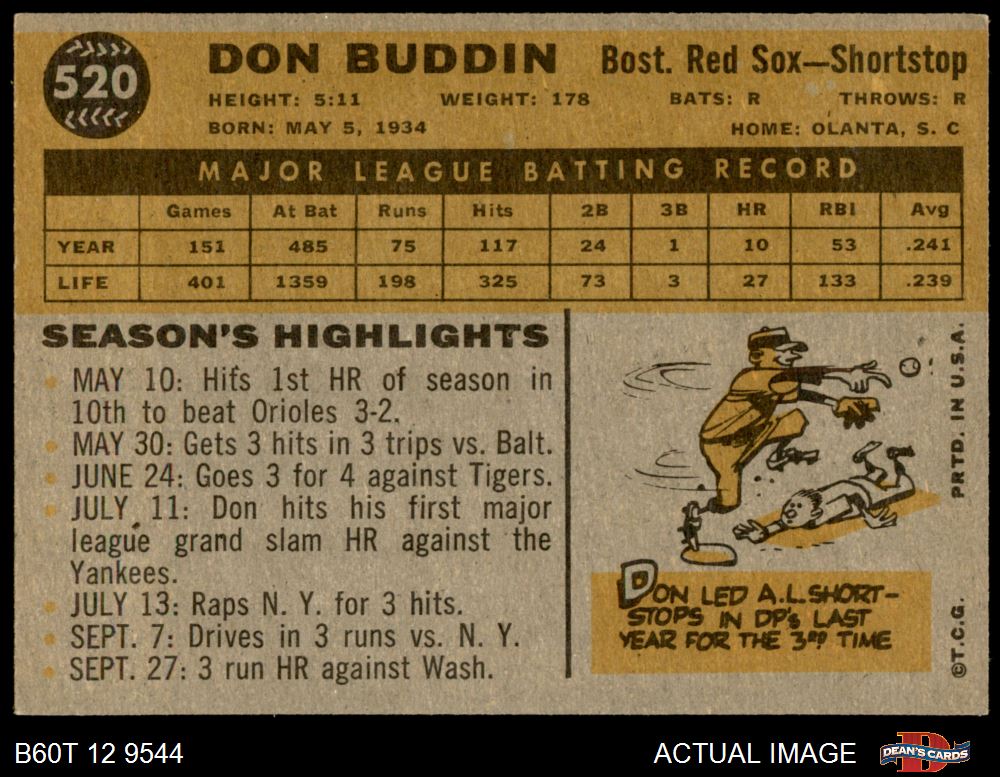 520
DON BUDDIN Bost. Red Sox—Shortstop
HEIGHT: 5:11 WEIGHT: 178 BATS: R THROWS: R
BORN: MAY 5, 1934 HOME: OLANTA, S. C
MAJOR LEAGUE BATTING RECORD
Games At Bat Runs Hits 2B 3B HR RBI Avg
YEAR 151 485 75 117 24 1 10 53 .241
LIFE 401 1359 198 325 73 3 27 133 .239
SEASON'S HIGHLIGHTS
MAY 10: Hits 1st HR of season in
10th to beat Orioles 3-2.
MAY 30: Gets 3 hits in 3 trips vs. Balt.
JUNE 24: Goes 3 for 4 against Tigers.
JULY 11: Don hits his first major
league grand slam HR against the
Yankees.
JULY 13: Raps N. Y. for 3 hits.
SEPT. 7: Drives in 3 runs vs. N. Y.
SEPT. 27: 3 run HR against Wash.
DON LED A.L. SHORT-
STOPS IN DP's LAST
YEAR FOR THE 3RD TIME
PRTD. IN U.S.A.
©T.C.G.
B60T 12 9544 ACTUAL IMAGE DEAN'S CARDS